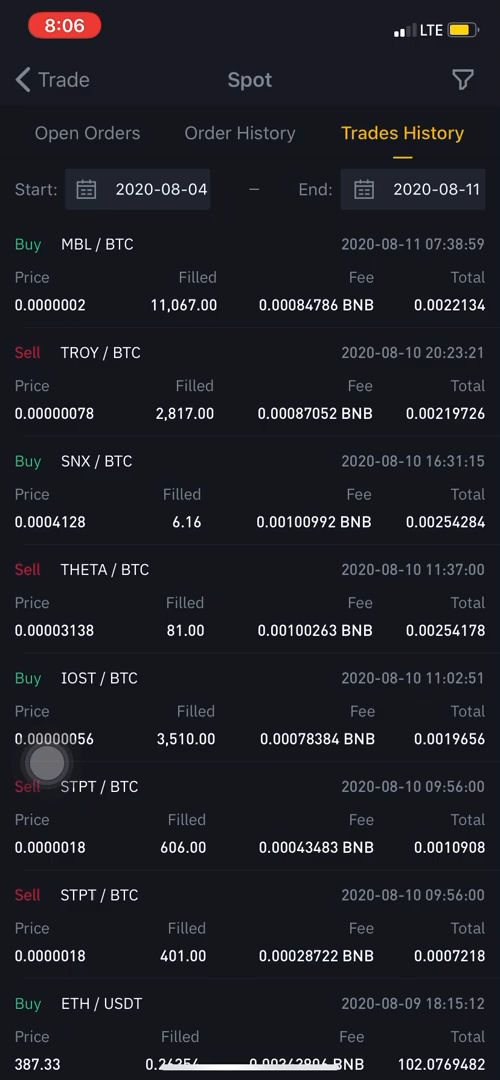 8:06 LTE
Trade Spot
Open Orders Order History Trades History
Start: 2020-08-04 – End: 2020-08-11
Buy MBL / BTC 2020-08-11 07:38:59
Price Filled Fee Total
0.0000002 11,067.00 0.00084786 BNB 0.0022134
Sell TROY / BTC 2020-08-10 20:23:21
Price Filled Fee Total
0.00000078 2,817.00 0.00087052 BNB 0.00219726
Buy SNX / BTC 2020-08-10 16:31:15
Price Filled Fee Total
0.0004128 6.16 0.00100992 BNB 0.00254284
Sell THETA / BTC 2020-08-10 11:37:00
Price Filled Fee Total
0.00003138 81.00 0.00100263 BNB 0.00254178
Buy IOST / BTC 2020-08-10 11:02:51
Price Filled Fee Total
0.00000056 3,510.00 0.00078384 BNB 0.0019656
Sell STPT / BTC 2020-08-10 09:56:00
Price Filled Fee Total
0.0000018 606.00 0.00043483 BNB 0.0010908
Sell STPT / BTC 2020-08-10 09:56:00
Price Filled Fee Total
0.0000018 401.00 0.00028722 BNB 0.0007218
Buy ETH / USDT 2020-08-09 18:15:12
Price Filled Fee Total
387.33 BNB 102.0769482